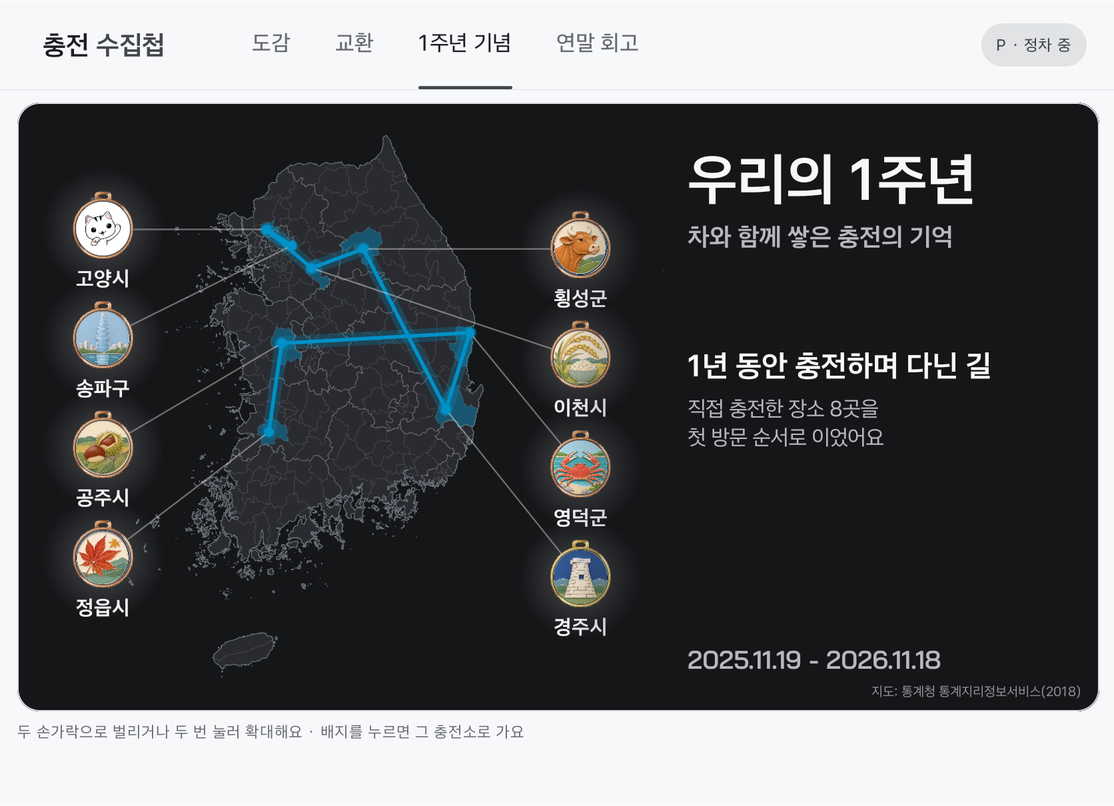 충전 수집첩
도감
교환
1주년 기념
연말 회고
P · 정차 중
고양시
송파구
공주시
정읍시
횡성군
이천시
영덕군
경주시
우리의 1주년
차와 함께 쌓은 충전의 기억
1년 동안 충전하며 다닌 길
직접 충전한 장소 8곳을
첫 방문 순서로 이었어요
2025.11.19 - 2026.11.18
지도: 통계청 통계지리정보서비스(2018)
두 손가락으로 벌리거나 두 번 눌러 확대해요 · 배지를 누르면 그 충전소로 가요